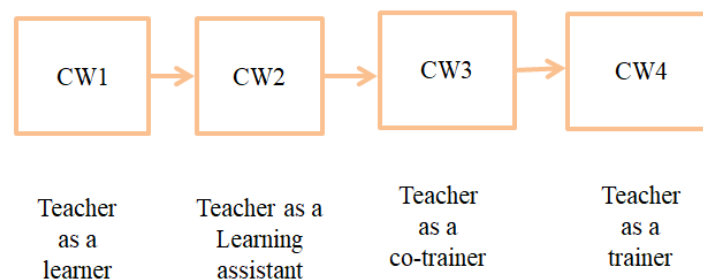 CW1
CW2
CW3
CW4
Teacher
as a
learner
Teacher as a
Learning
assistant
Teacher
as a
co-trainer
Teacher
as a
trainer